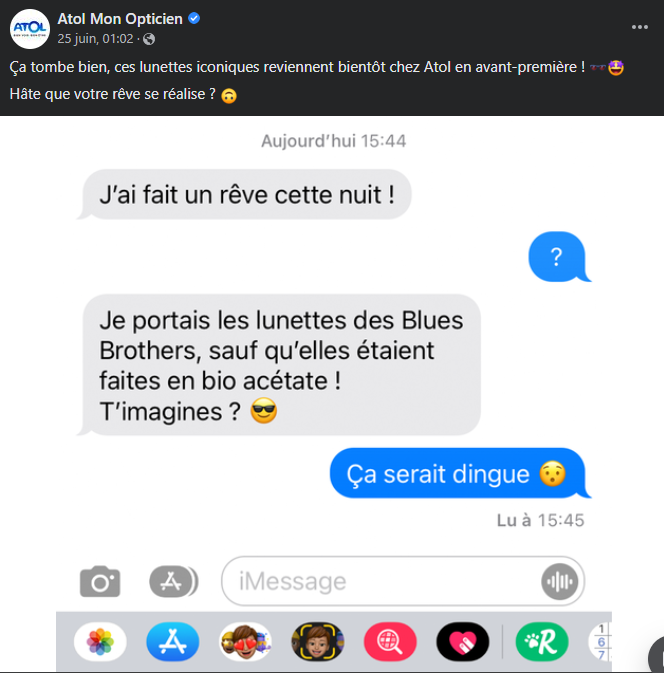 ATOL
Atol Mon Opticien
25 juin, 01:02 ·
Ça tombe bien, ces lunettes iconiques reviennent bientôt chez Atol en avant-première ! 🕶️🤩
Hâte que votre rêve se réalise ? 🙃
Aujourd'hui 15:44
J'ai fait un rêve cette nuit !
?
Je portais les lunettes des Blues
Brothers, sauf qu'elles étaient
faites en bio acétate !
T'imagines ? 😎
Ça serait dingue 😯
Lu à 15:45
iMessage
R
1
6
7